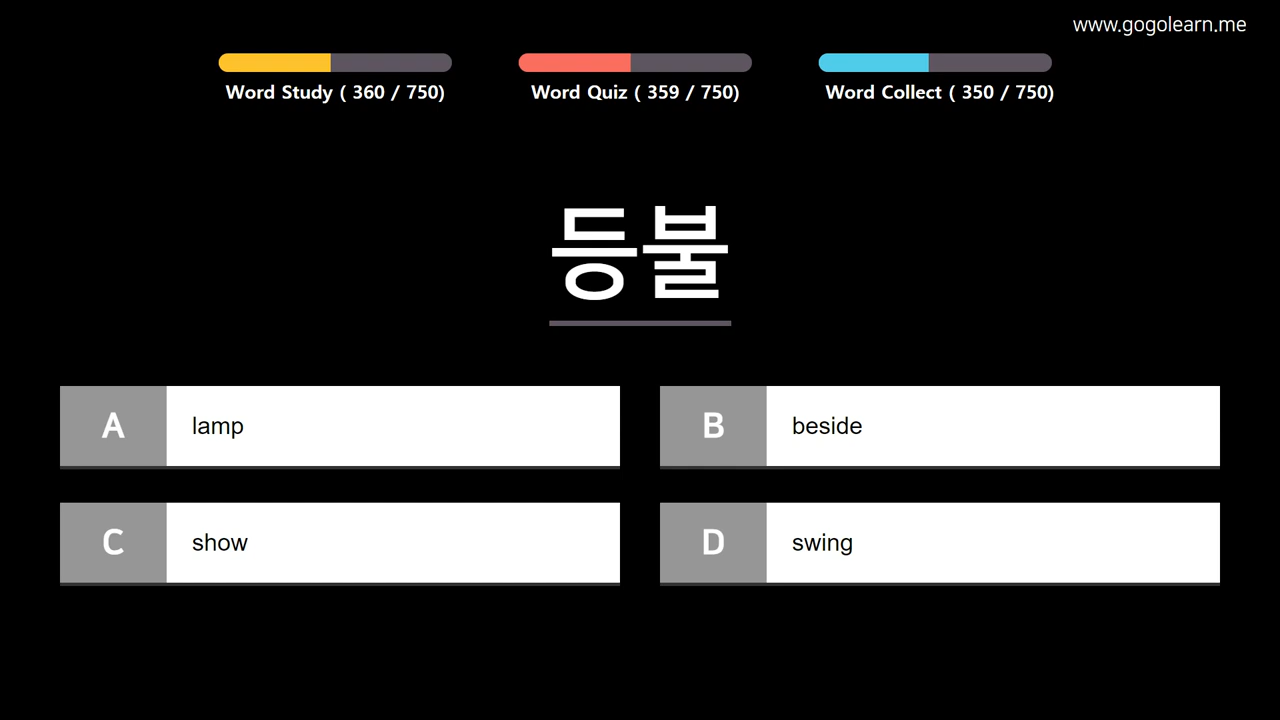 www.gogolearn.me
Word Study ( 360 / 750)
Word Quiz ( 359 / 750)
Word Collect ( 350 / 750)
등불
A lamp
B beside
C show
D swing